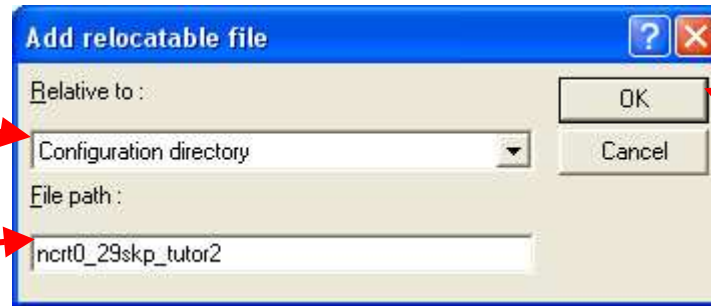 Add relocatable file
Relative to :
OK
Configuration directory
Cancel
File path :
ncrt0_29skp_tutor2